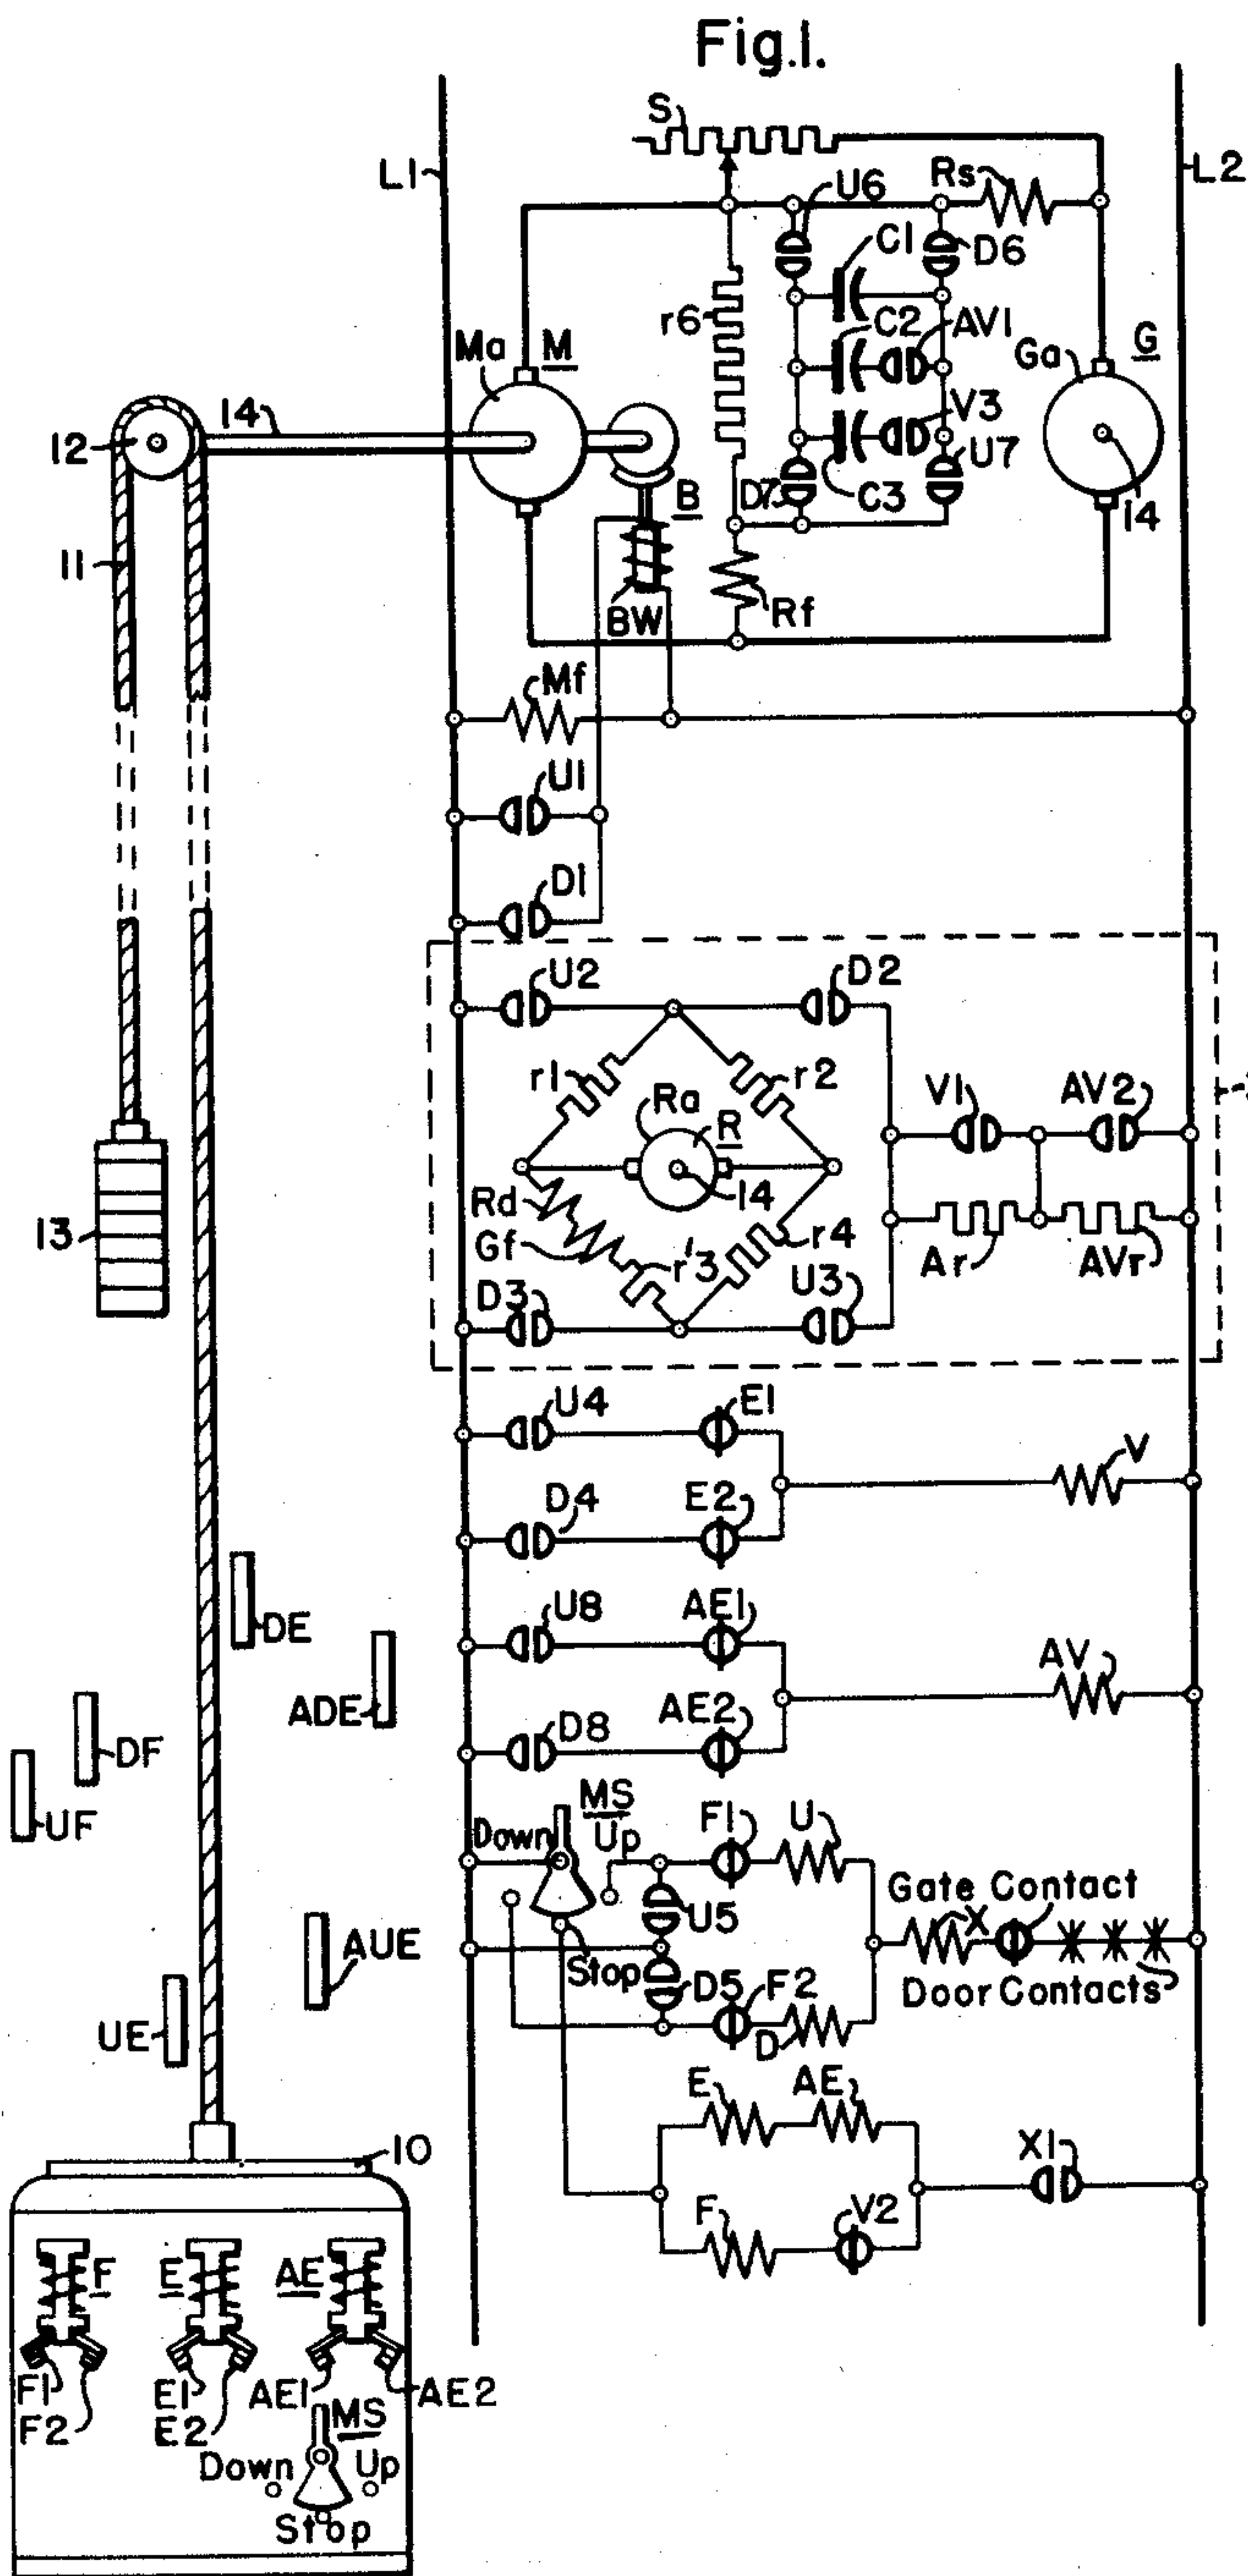 Fig.1.
S
L1
L2
U6
Rs
C1
D6
r6
C2
AV1
Ma
M
Ga
G
V3
12
14
U7
D7
C3
14
B
11
BW
Rf
Mf
U1
D1
U2
D2
r1
r2
Ra
R
V1
AV2
14
Rd
Gf
r3
r4
Ar
AVr
13
D3
U3
U4
E1
V
D4
E2
DE
U8
AE1
ADE
AV
D8
AE2
DF
UF
MS
Down
Up
F1
U
Gate Contact
X
U5
AUE
Stop
D5
F2
Door Contacts
UE
D
E
AE
10
X1
F
V2
F
E
AE
F1
E1
AE1
AE2
F2
E2
MS
Down
Up
Stop